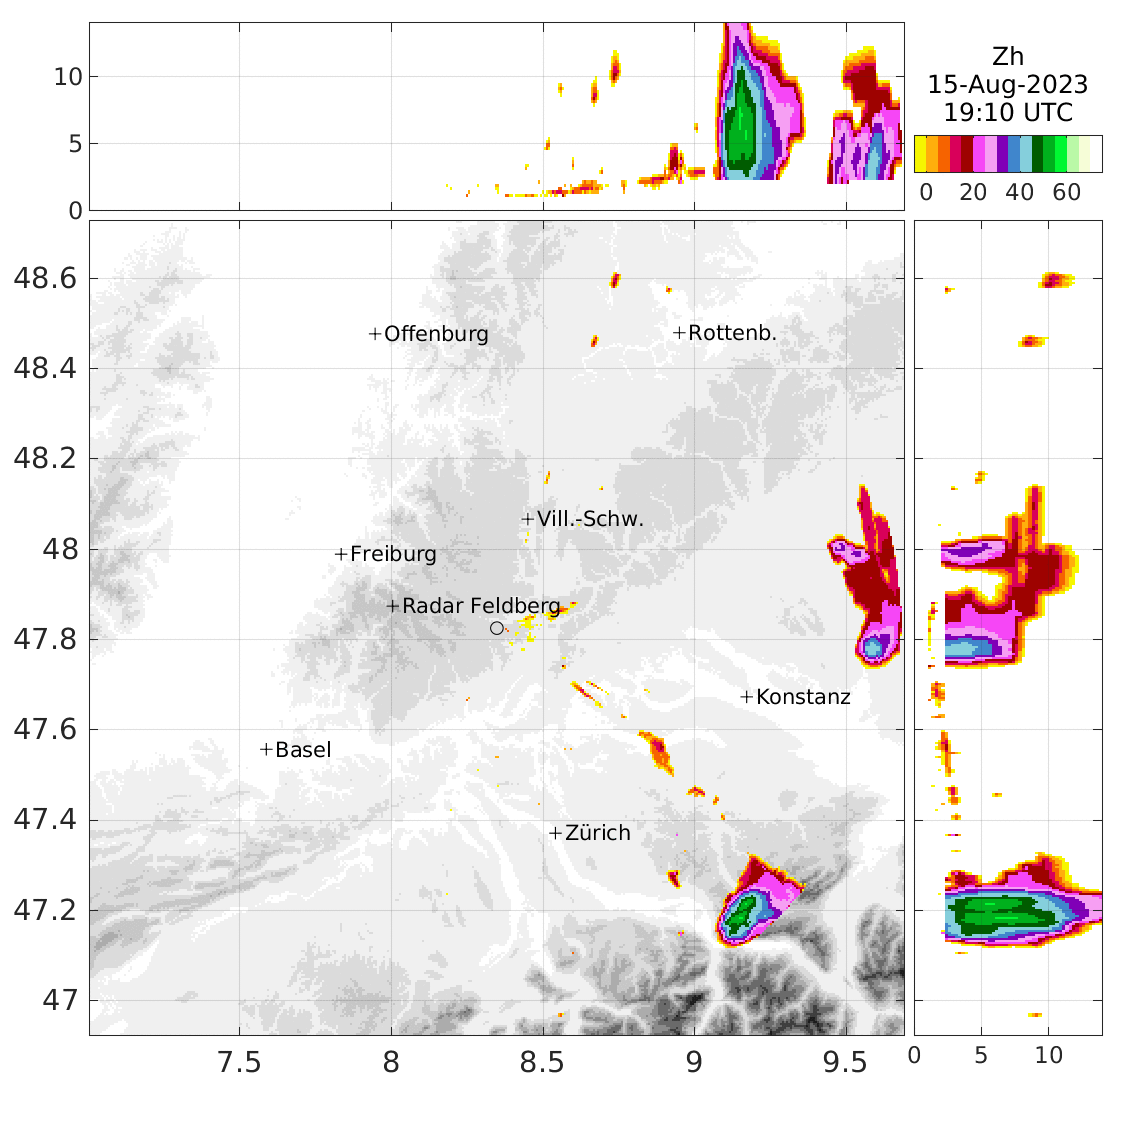 10
5
0
Zh
15-Aug-2023
19:10 UTC
0 20 40 60
48.6
48.4
48.2
48
47.8
47.6
47.4
47.2
47
Offenburg
Rottenb.
Vill.-Schw.
Freiburg
Radar Feldberg
Konstanz
Basel
Zürich
7.5 8 8.5 9 9.5
0 5 10